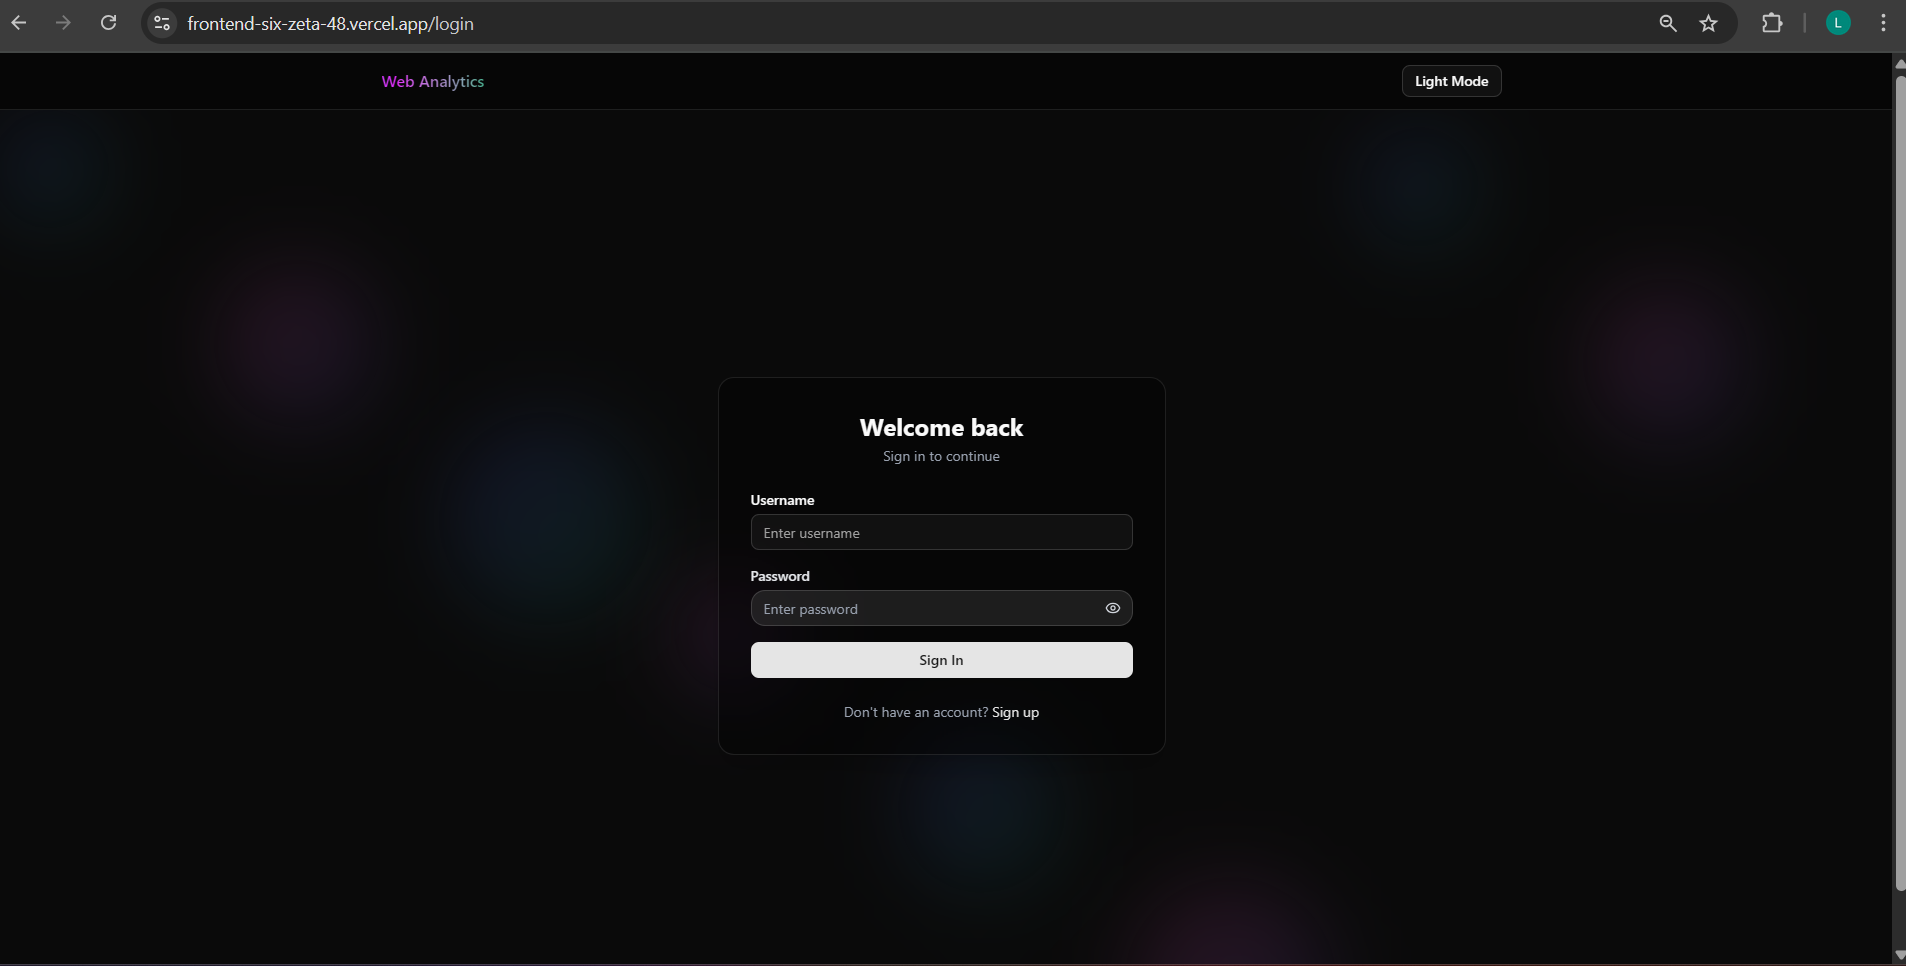 frontend-six-zeta-48.vercel.app/login
L
Web Analytics
Light Mode
Welcome back
Sign in to continue
Username
Enter username
Password
Enter password
Sign In
Don't have an account? Sign up